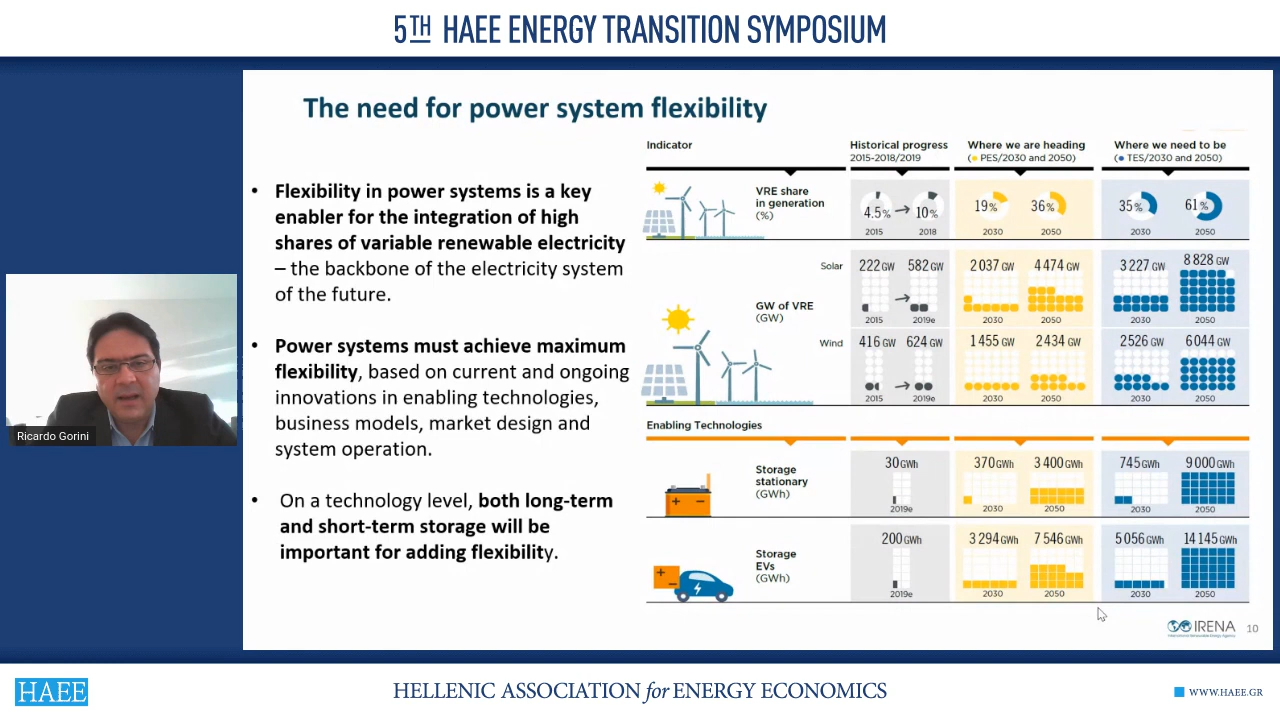 5TH HAEE ENERGY TRANSITION SYMPOSIUM
The need for power system flexibility
• Flexibility in power systems is a key
enabler for the integration of high
shares of variable renewable electricity
– the backbone of the electricity system
of the future.
• Power systems must achieve maximum
flexibility, based on current and ongoing
innovations in enabling technologies,
business models, market design and
system operation.
• On a technology level, both long-term
and short-term storage will be
important for adding flexibility.
Indicator
Historical progress
2015-2018/2019
Where we are heading
(● PES/2030 and 2050)
Where we need to be
(● TES/2030 and 2050)
VRE share
in generation
(%)
4.5% → 10% 19% 36% 35% 61%
2015 2018 2030 2050 2030 2050
GW of VRE
(GW)
Solar
222 GW → 582 GW 2 037 GW 4 474 GW 3 227 GW 8 828 GW
2015 2019e 2030 2050 2030 2050
Wind
416 GW → 624 GW 1 455 GW 2 434 GW 2 526 GW 6 044 GW
2015 2019e 2030 2050 2030 2050
Enabling Technologies
Storage
stationary
(GWh)
30 GWh 370 GWh 3 400 GWh 745 GWh 9 000 GWh
2019e 2030 2050 2030 2050
Storage
EVs
(GWh)
200 GWh 3 294 GWh 7 546 GWh 5 056 GWh 14 145 GWh
2019e 2030 2050 2030 2050
IRENA
International Renewable Energy Agency
10
Ricardo Gorini
HAEE
HELLENIC ASSOCIATION for ENERGY ECONOMICS
WWW.HAEE.GR